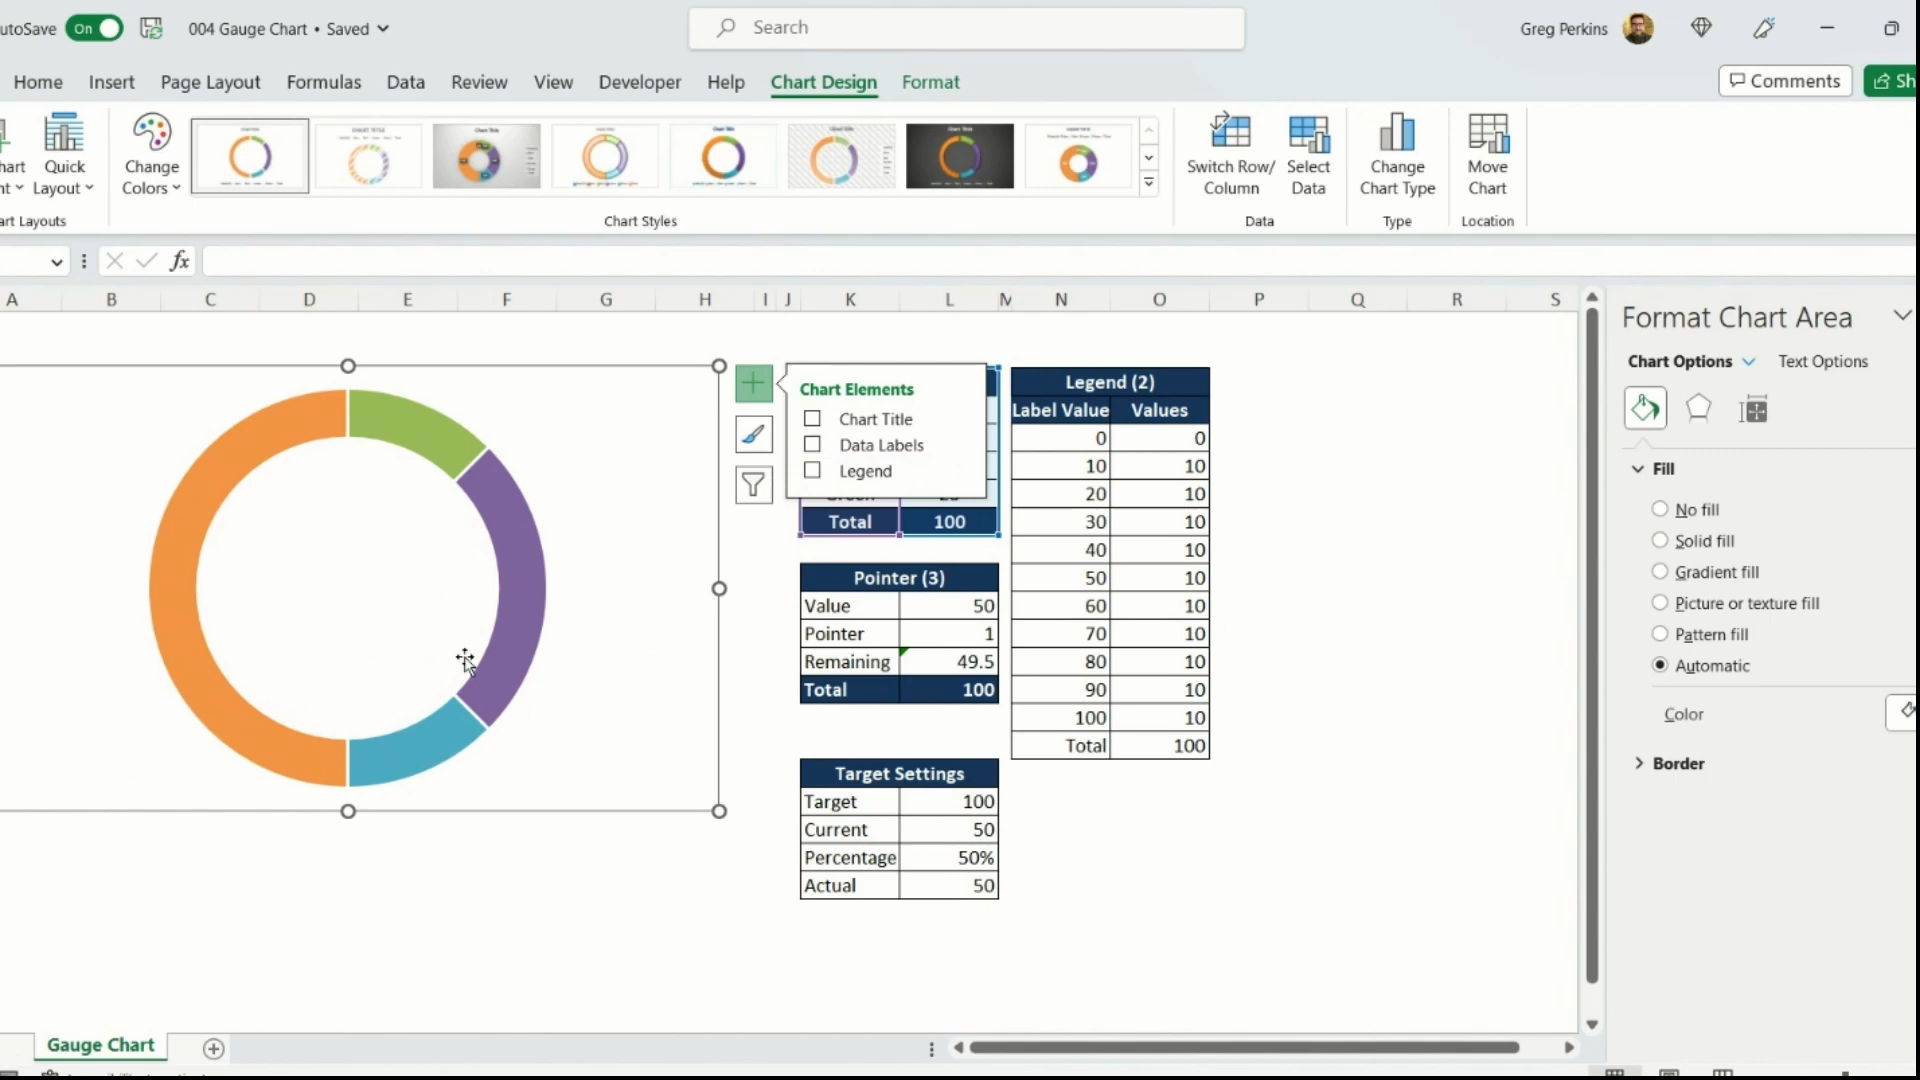 utoSave On 004 Gauge Chart • Saved Search Greg Perkins
Home Insert Page Layout Formulas Data Review View Developer Help Chart Design Format Comments Sh
hart Quick Change Switch Row/ Select Change Move
nt Layout Colors Column Data Chart Type Chart
art Layouts Chart Styles Data Type Location
fx
A B C D E F G H I J K L M N O P Q R S
Format Chart Area
Chart Options Text Options
Chart Elements
Chart Title
Data Labels
Legend
Total 100
Pointer (3)
Value 50
Pointer 1
Remaining 49.5
Total 100
Target Settings
Target 100
Current 50
Percentage 50%
Actual 50
Legend (2)
Label Value Values
0 0
10 10
20 10
30 10
40 10
50 10
60 10
70 10
80 10
90 10
100 10
Total 100
Fill
No fill
Solid fill
Gradient fill
Picture or texture fill
Pattern fill
Automatic
Color
Border
Gauge Chart